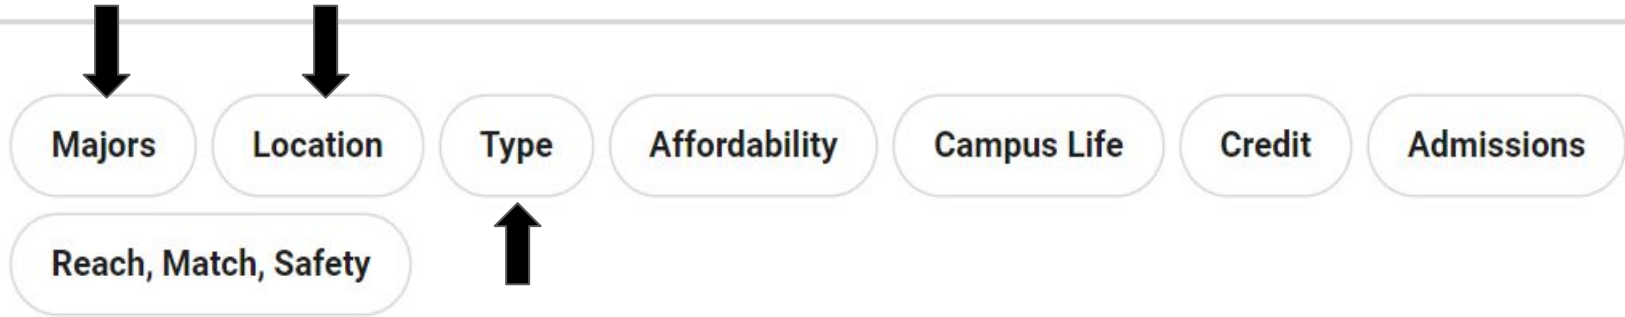 Majors Location Type Affordability Campus Life Credit Admissions
Reach, Match, Safety